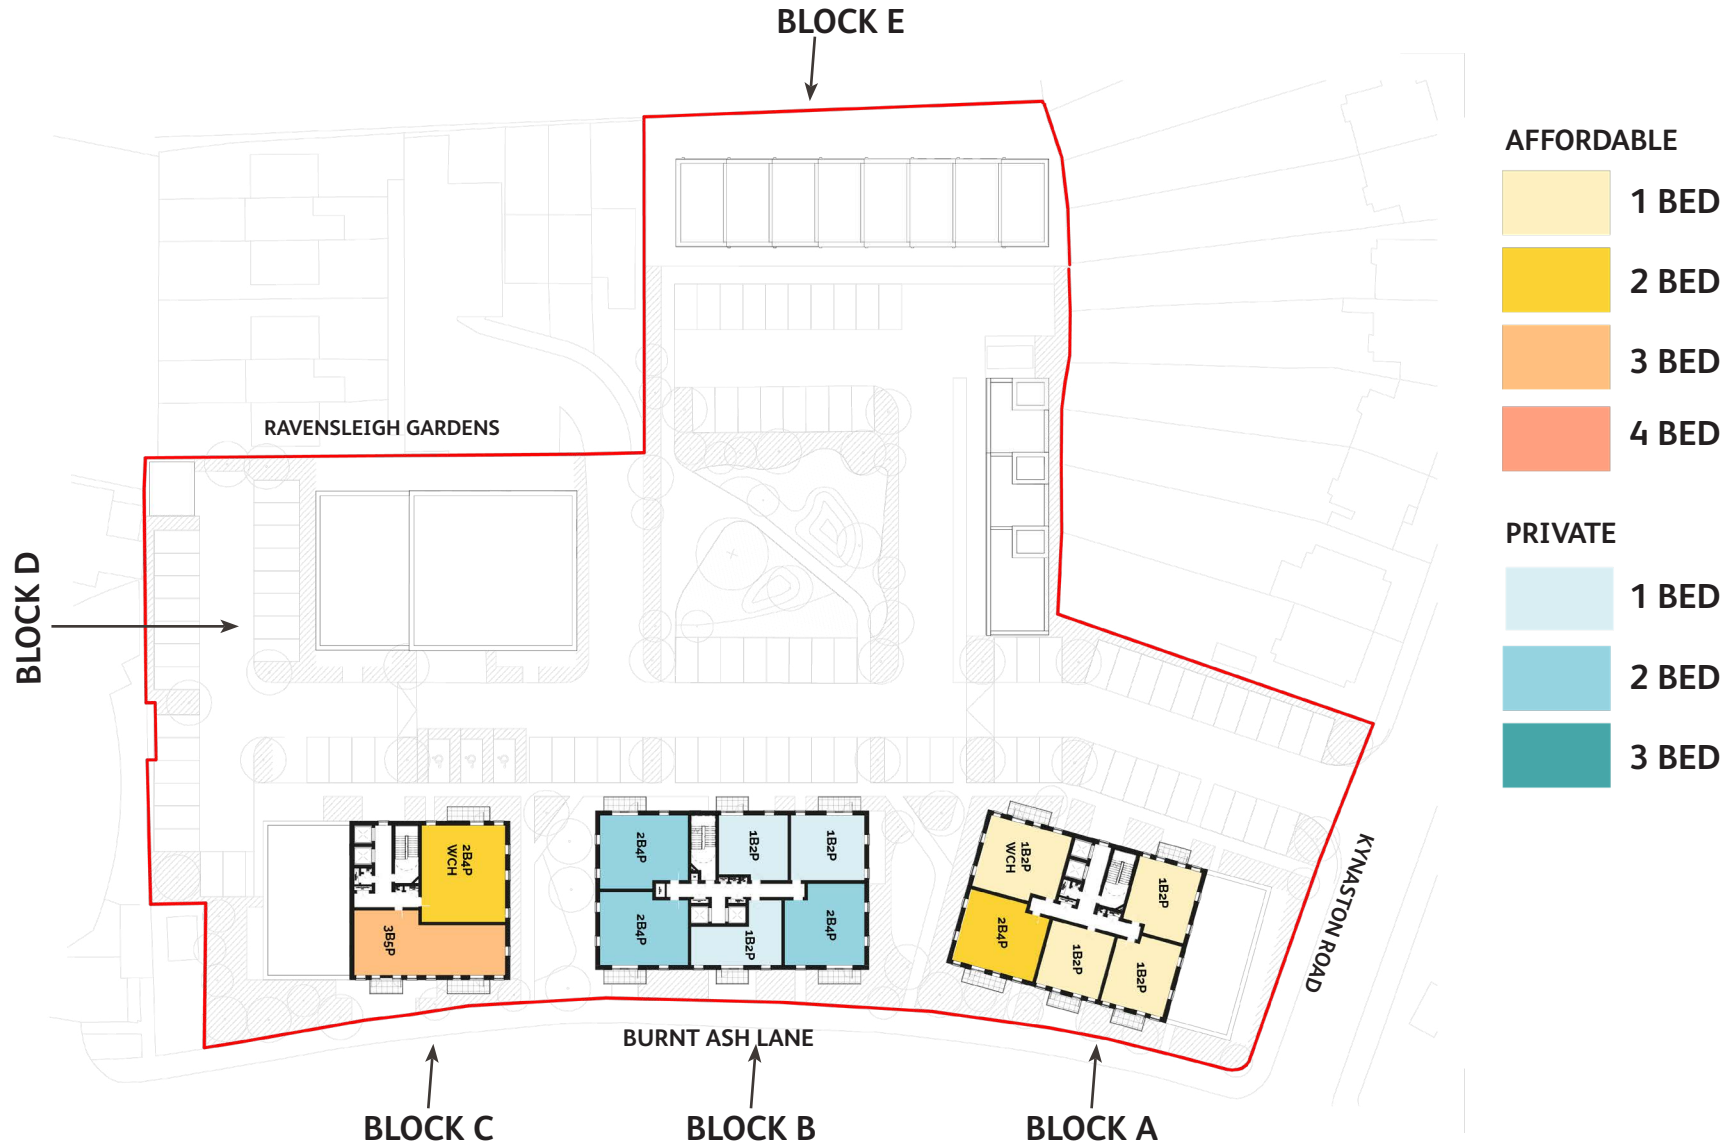 BLOCK E
AFFORDABLE
1 BED
2 BED
3 BED
4 BED
PRIVATE
1 BED
2 BED
3 BED
RAVENSLEIGH GARDENS
BLOCK D
2B4P
WCH
3B5P
2B4P
1B2P
1B2P
2B4P
1B2P
2B4P
1B2P
WCH
1B2P
2B4P
1B2P
1B2P
KYNASTON ROAD
BURNT ASH LANE
BLOCK C
BLOCK B
BLOCK A